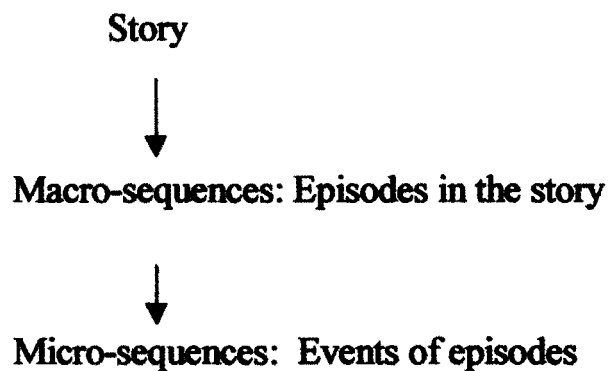 Story
Macro-sequences: Episodes in the story
Micro-sequences: Events of episodes